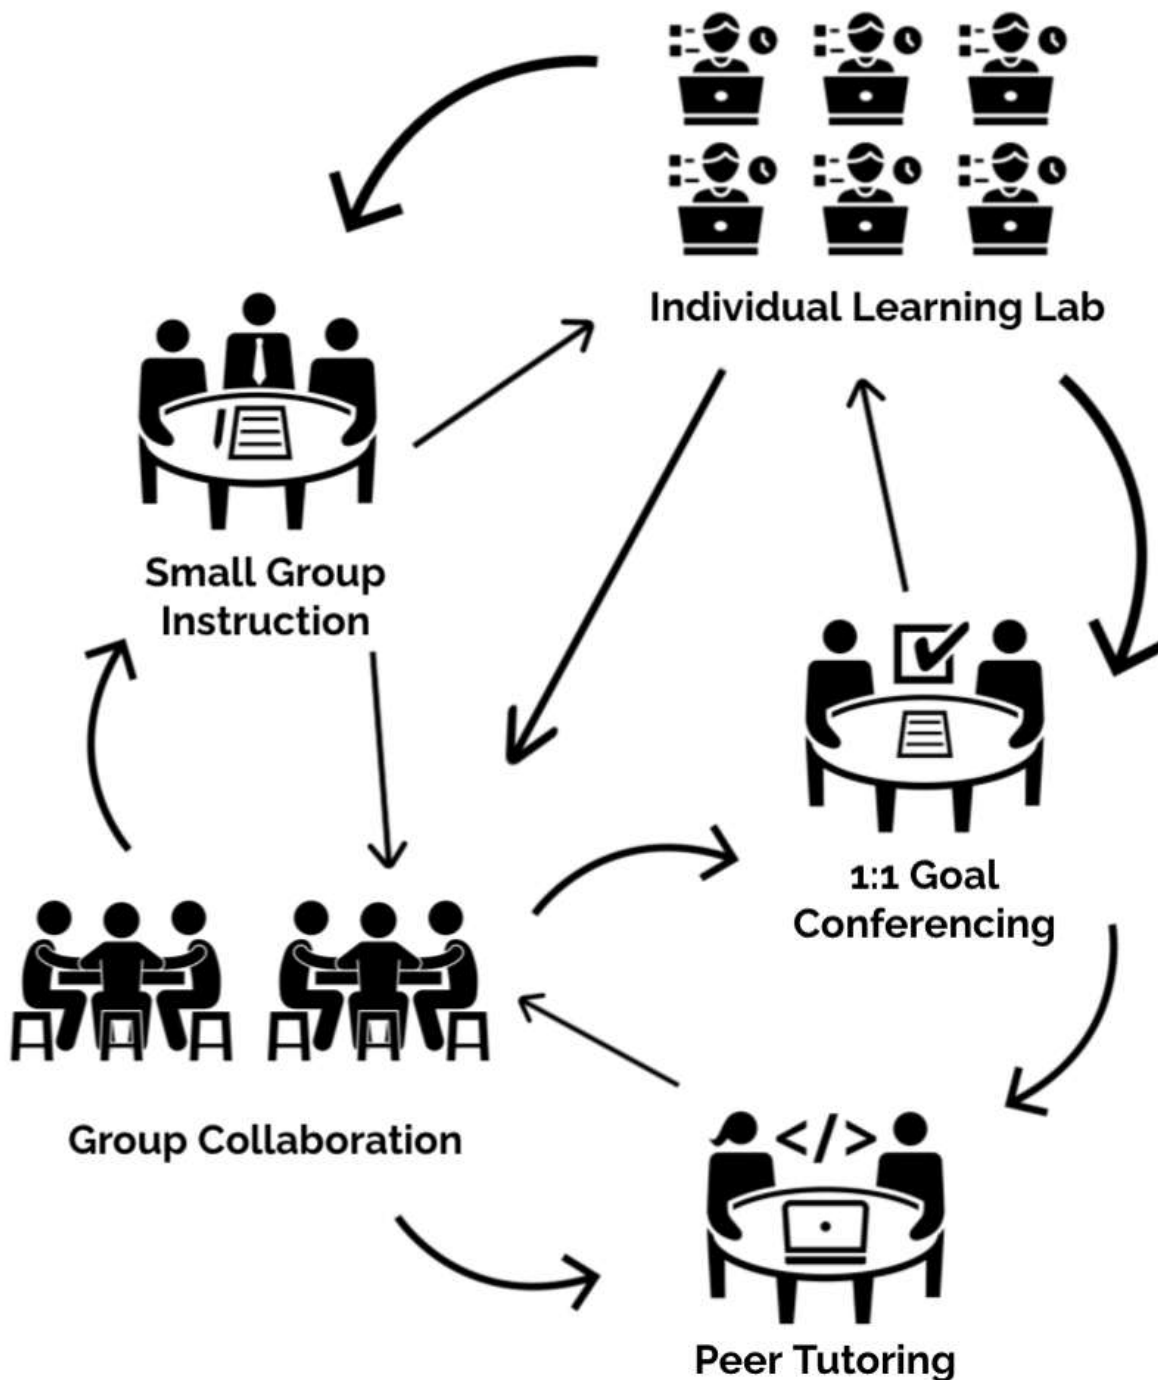 Individual Learning Lab
Small Group
Instruction
1:1 Goal
Conferencing
Group Collaboration
</>
Peer Tutoring